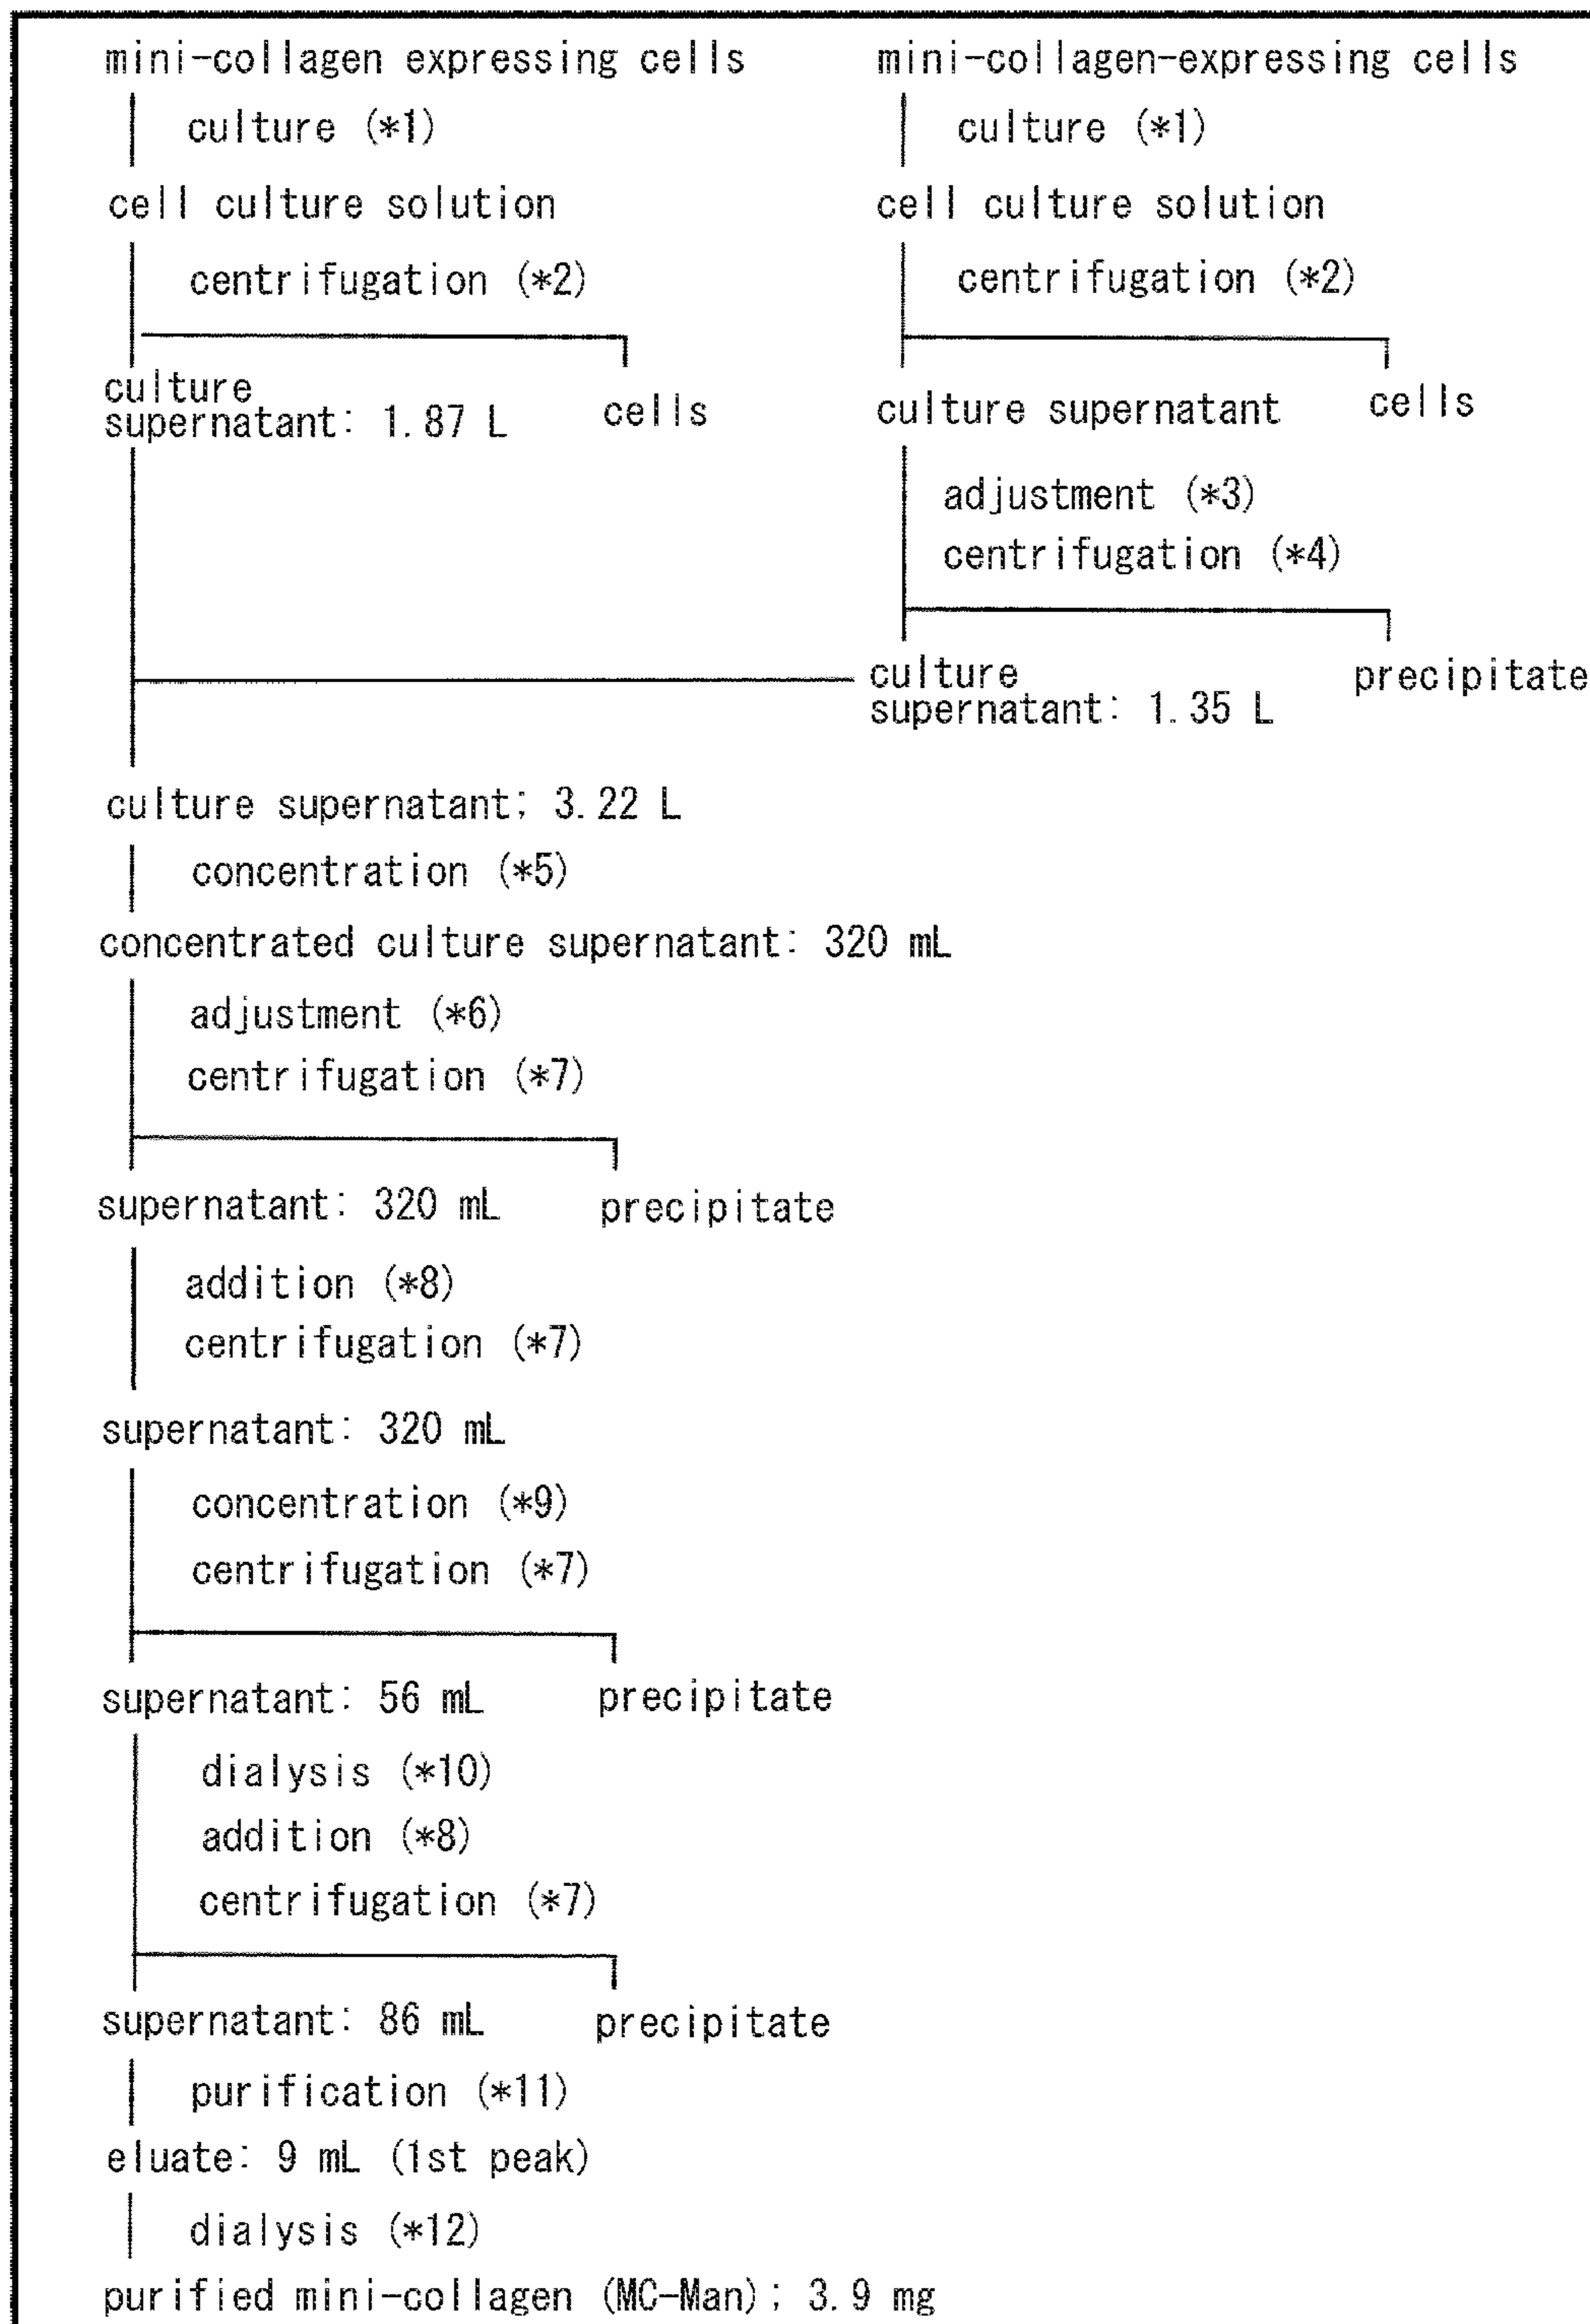 mini-collagen expressing cells
mini-collagen-expressing cells
culture (*1)
culture (*1)
cell culture solution
cell culture solution
centrifugation (*2)
centrifugation (*2)
culture
supernatant: 1.87 L
cells
culture supernatant
cells
adjustment (*3)
centrifugation (*4)
culture
supernatant: 1.35 L
precipitate
culture supernatant; 3.22 L
concentration (*5)
concentrated culture supernatant: 320 mL
adjustment (*6)
centrifugation (*7)
supernatant: 320 mL
precipitate
addition (*8)
centrifugation (*7)
supernatant: 320 mL
concentration (*9)
centrifugation (*7)
supernatant: 56 mL
precipitate
dialysis (*10)
addition (*8)
centrifugation (*7)
supernatant: 86 mL
precipitate
purification (*11)
eluate: 9 mL (1st peak)
dialysis (*12)
purified mini-collagen (MC-Man); 3.9 mg